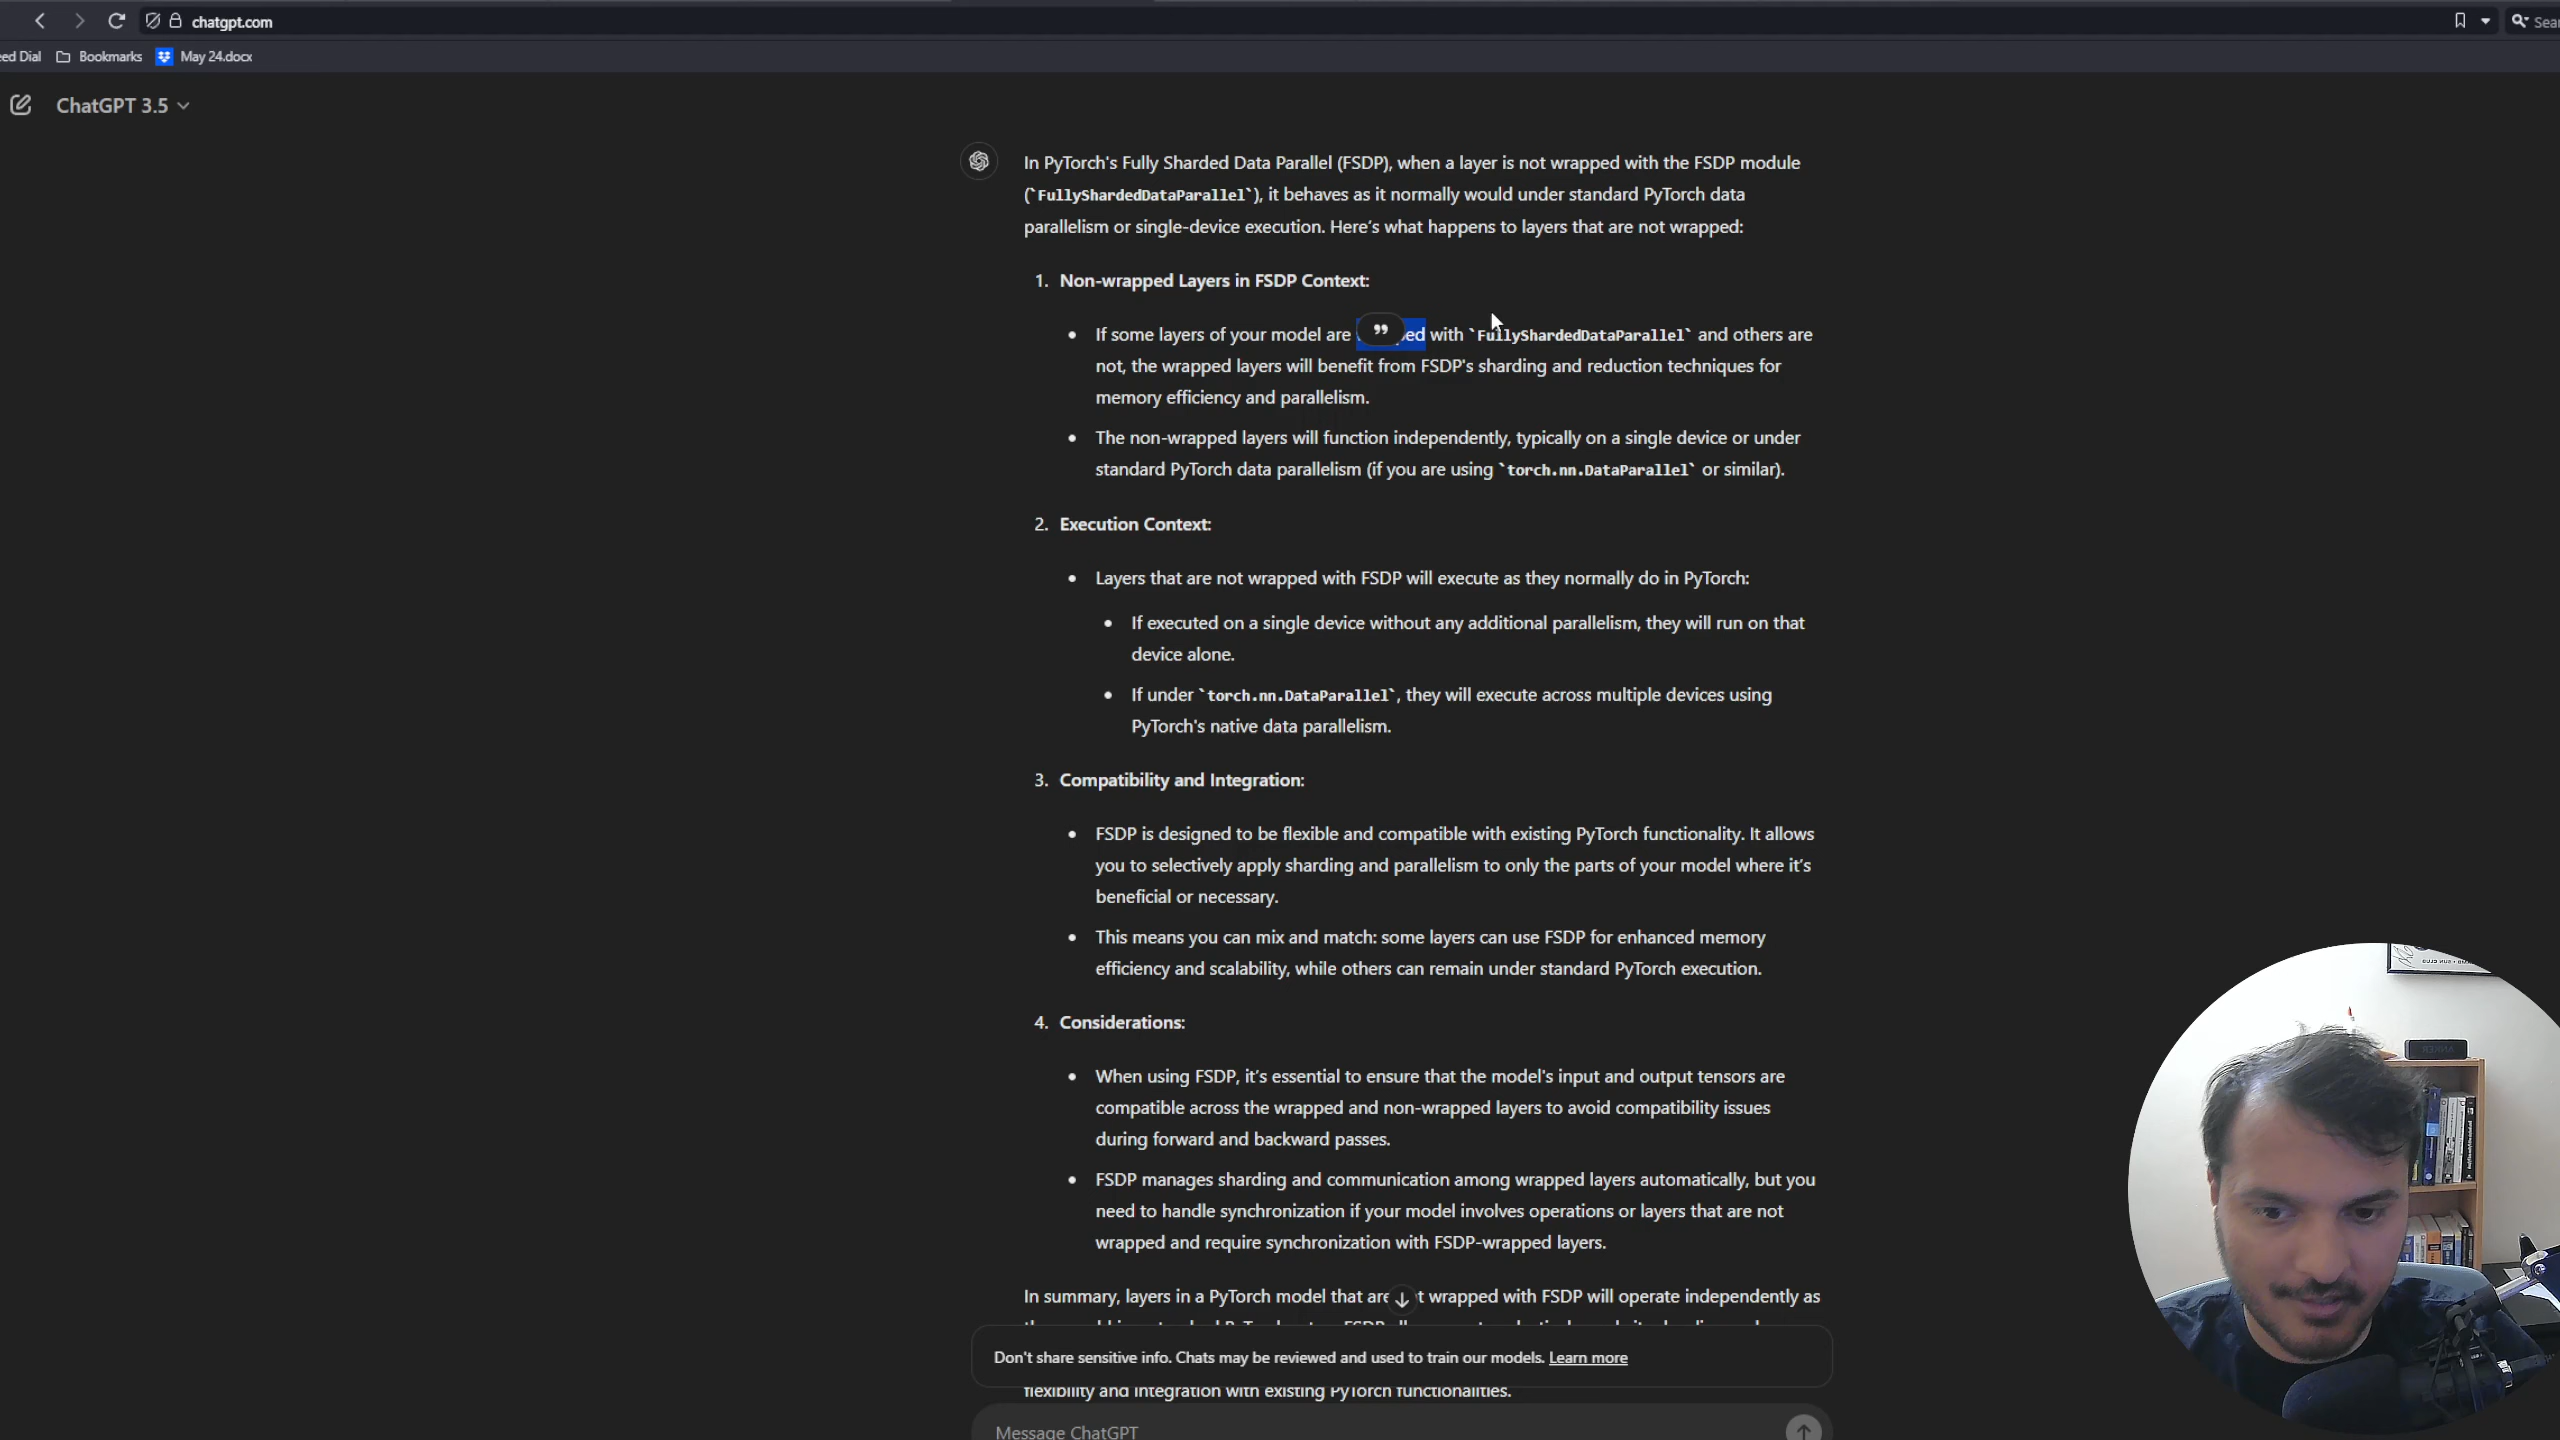 chatgpt.com
Sear
eed Dial
Bookmarks
May 24.docx
ChatGPT 3.5
In PyTorch's Fully Sharded Data Parallel (FSDP), when a layer is not wrapped with the FSDP module
(`FullyShardedDataParallel`), it behaves as it normally would under standard PyTorch data
parallelism or single-device execution. Here's what happens to layers that are not wrapped:
1. Non-wrapped Layers in FSDP Context:
• If some layers of your model are ed with `FullyShardedDataParallel` and others are
not, the wrapped layers will benefit from FSDP's sharding and reduction techniques for
memory efficiency and parallelism.
• The non-wrapped layers will function independently, typically on a single device or under
standard PyTorch data parallelism (if you are using `torch.nn.DataParallel` or similar).
2. Execution Context:
• Layers that are not wrapped with FSDP will execute as they normally do in PyTorch:
• If executed on a single device without any additional parallelism, they will run on that
device alone.
• If under `torch.nn.DataParallel`, they will execute across multiple devices using
PyTorch's native data parallelism.
3. Compatibility and Integration:
• FSDP is designed to be flexible and compatible with existing PyTorch functionality. It allows
you to selectively apply sharding and parallelism to only the parts of your model where it's
beneficial or necessary.
• This means you can mix and match: some layers can use FSDP for enhanced memory
efficiency and scalability, while others can remain under standard PyTorch execution.
4. Considerations:
• When using FSDP, it's essential to ensure that the model's input and output tensors are
compatible across the wrapped and non-wrapped layers to avoid compatibility issues
during forward and backward passes.
• FSDP manages sharding and communication among wrapped layers automatically, but you
need to handle synchronization if your model involves operations or layers that are not
wrapped and require synchronization with FSDP-wrapped layers.
In summary, layers in a PyTorch model that are t wrapped with FSDP will operate independently as
Don't share sensitive info. Chats may be reviewed and used to train our models. Learn more
flexibility and integration with existing PyTorch functionalities.
Message ChatGPT